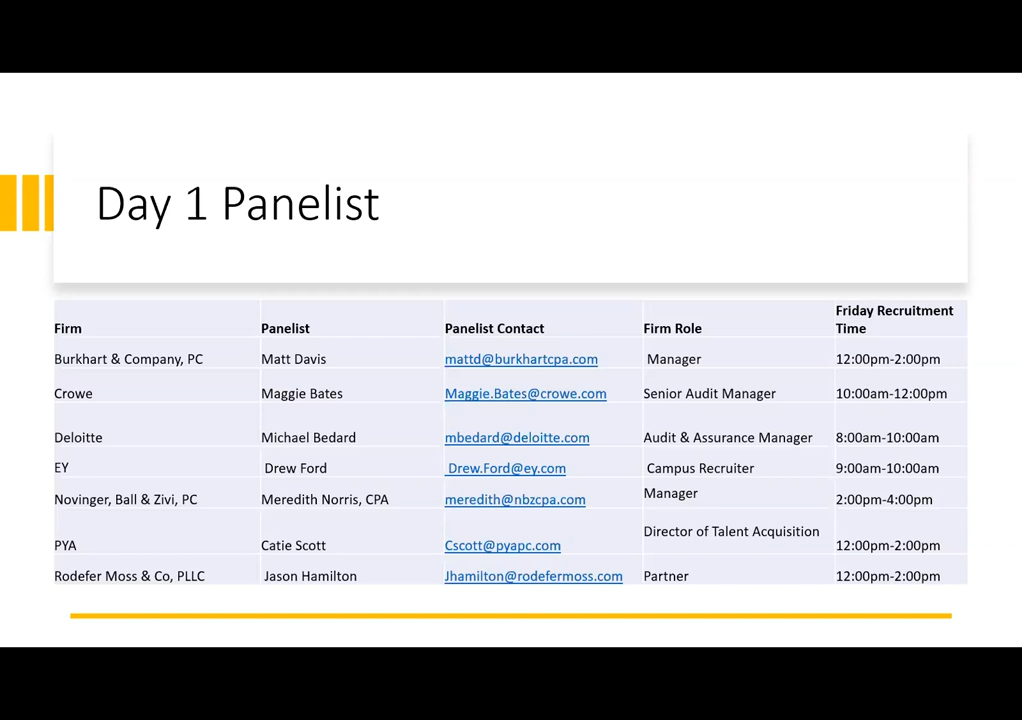 Day 1 Panelist
Firm Panelist Panelist Contact Firm Role Friday Recruitment Time
Burkhart & Company, PC Matt Davis mattd@burkhartcpa.com Manager 12:00pm-2:00pm
Crowe Maggie Bates Maggie.Bates@crowe.com Senior Audit Manager 10:00am-12:00pm
Deloitte Michael Bedard mbedard@deloitte.com Audit & Assurance Manager 8:00am-10:00am
EY Drew Ford Drew.Ford@ey.com Campus Recruiter 9:00am-10:00am
Novinger, Ball & Zivi, PC Meredith Norris, CPA meredith@nbzcpa.com Manager 2:00pm-4:00pm
PYA Catie Scott Cscott@pyapc.com Director of Talent Acquisition 12:00pm-2:00pm
Rodefer Moss & Co, PLLC Jason Hamilton Jhamilton@rodefermoss.com Partner 12:00pm-2:00pm